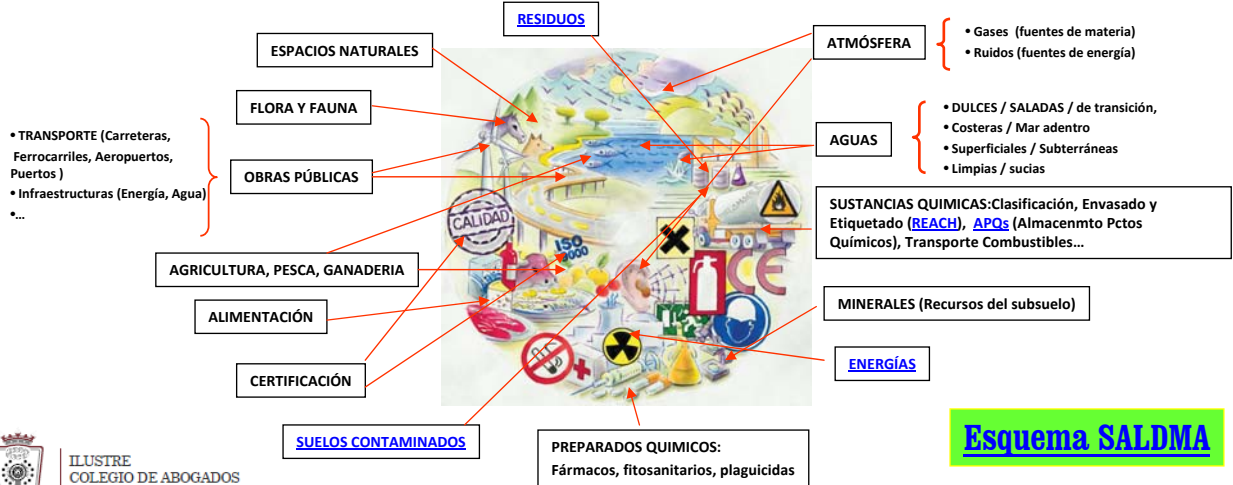 RESIDUOS
ESPACIOS NATURALES
ATMÓSFERA
• Gases (fuentes de materia)
• Ruidos (fuentes de energía)
FLORA Y FAUNA
• TRANSPORTE (Carreteras,
Ferrocarriles, Aeropuertos,
Puertos )
• Infraestructuras (Energía, Agua)
•...
OBRAS PÚBLICAS
AGUAS
• DULCES / SALADAS / de transición,
• Costeras / Mar adentro
• Superficiales / Subterráneas
• Limpias / sucias
SUSTANCIAS QUIMICAS:Clasificación, Envasado y
Etiquetado (REACH), APQs (Almacenmto Pctos
Químicos), Transporte Combustibles...
CALIDAD
ISO
9000
CE
AGRICULTURA, PESCA, GANADERIA
ALIMENTACIÓN
MINERALES (Recursos del subsuelo)
CERTIFICACIÓN
ENERGÍAS
SUELOS CONTAMINADOS
PREPARADOS QUIMICOS:
Fármacos, fitosanitarios, plaguicidas
Esquema SALDMA
ILUSTRE
COLEGIO DE ABOGADOS